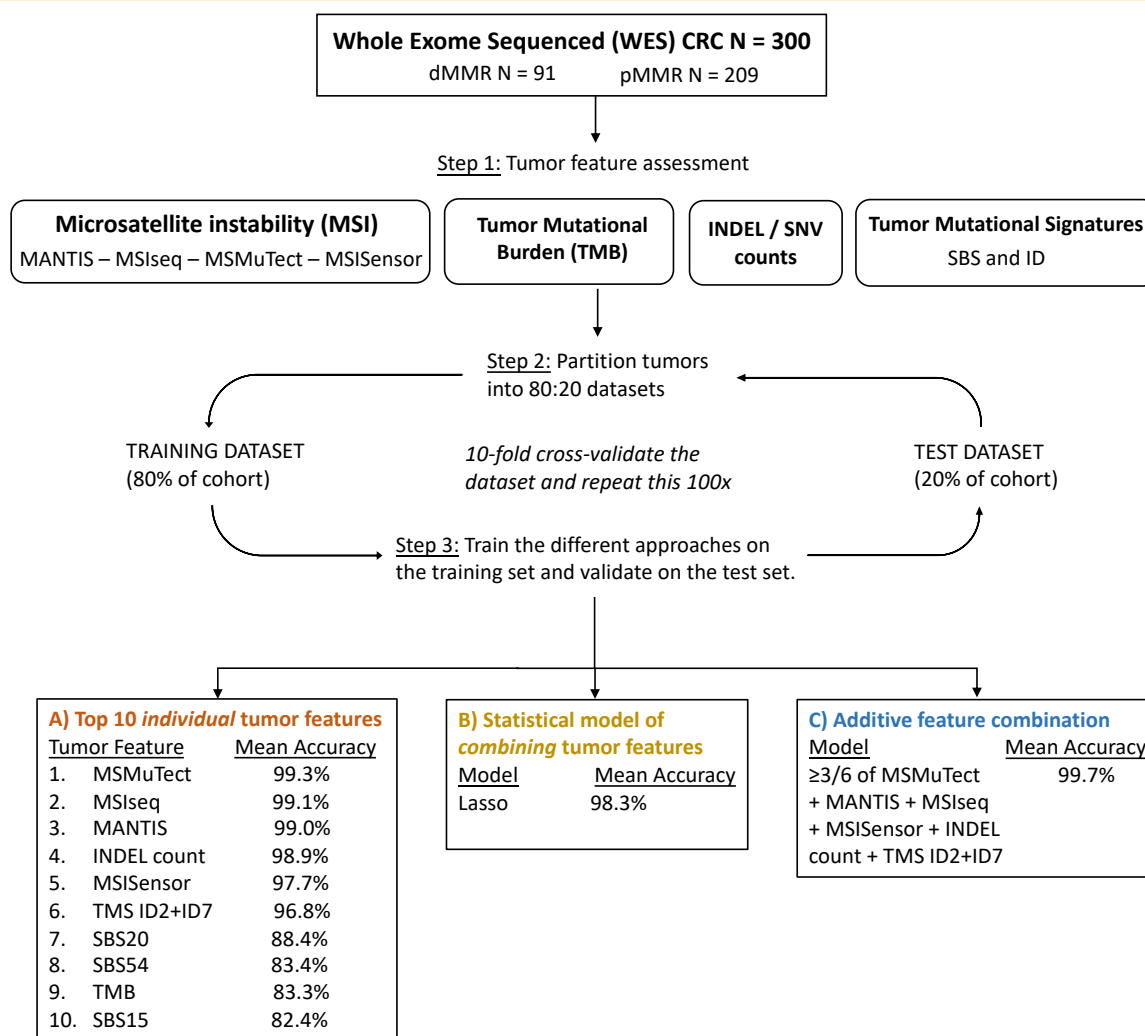 Whole Exome Sequenced (WES) CRC N = 300
dMMR N = 91 pMMR N = 209
Step 1: Tumor feature assessment
Microsatellite instability (MSI)
MANTIS – MSIseq – MSMuTect – MSISensor
Tumor Mutational
Burden (TMB)
INDEL / SNV
counts
Tumor Mutational Signatures
SBS and ID
Step 2: Partition tumors
into 80:20 datasets
TRAINING DATASET
(80% of cohort)
10-fold cross-validate the
dataset and repeat this 100x
TEST DATASET
(20% of cohort)
Step 3: Train the different approaches on
the training set and validate on the test set.
A) Top 10 individual tumor features
Tumor Feature Mean Accuracy
1. MSMuTect 99.3%
2. MSIseq 99.1%
3. MANTIS 99.0%
4. INDEL count 98.9%
5. MSISensor 97.7%
6. TMS ID2+ID7 96.8%
7. SBS20 88.4%
8. SBS54 83.4%
9. TMB 83.3%
10. SBS15 82.4%
B) Statistical model of
combining tumor features
Model Mean Accuracy
Lasso 98.3%
C) Additive feature combination
Model Mean Accuracy
≥3/6 of MSMuTect 99.7%
+ MANTIS + MSIseq
+ MSISensor + INDEL
count + TMS ID2+ID7